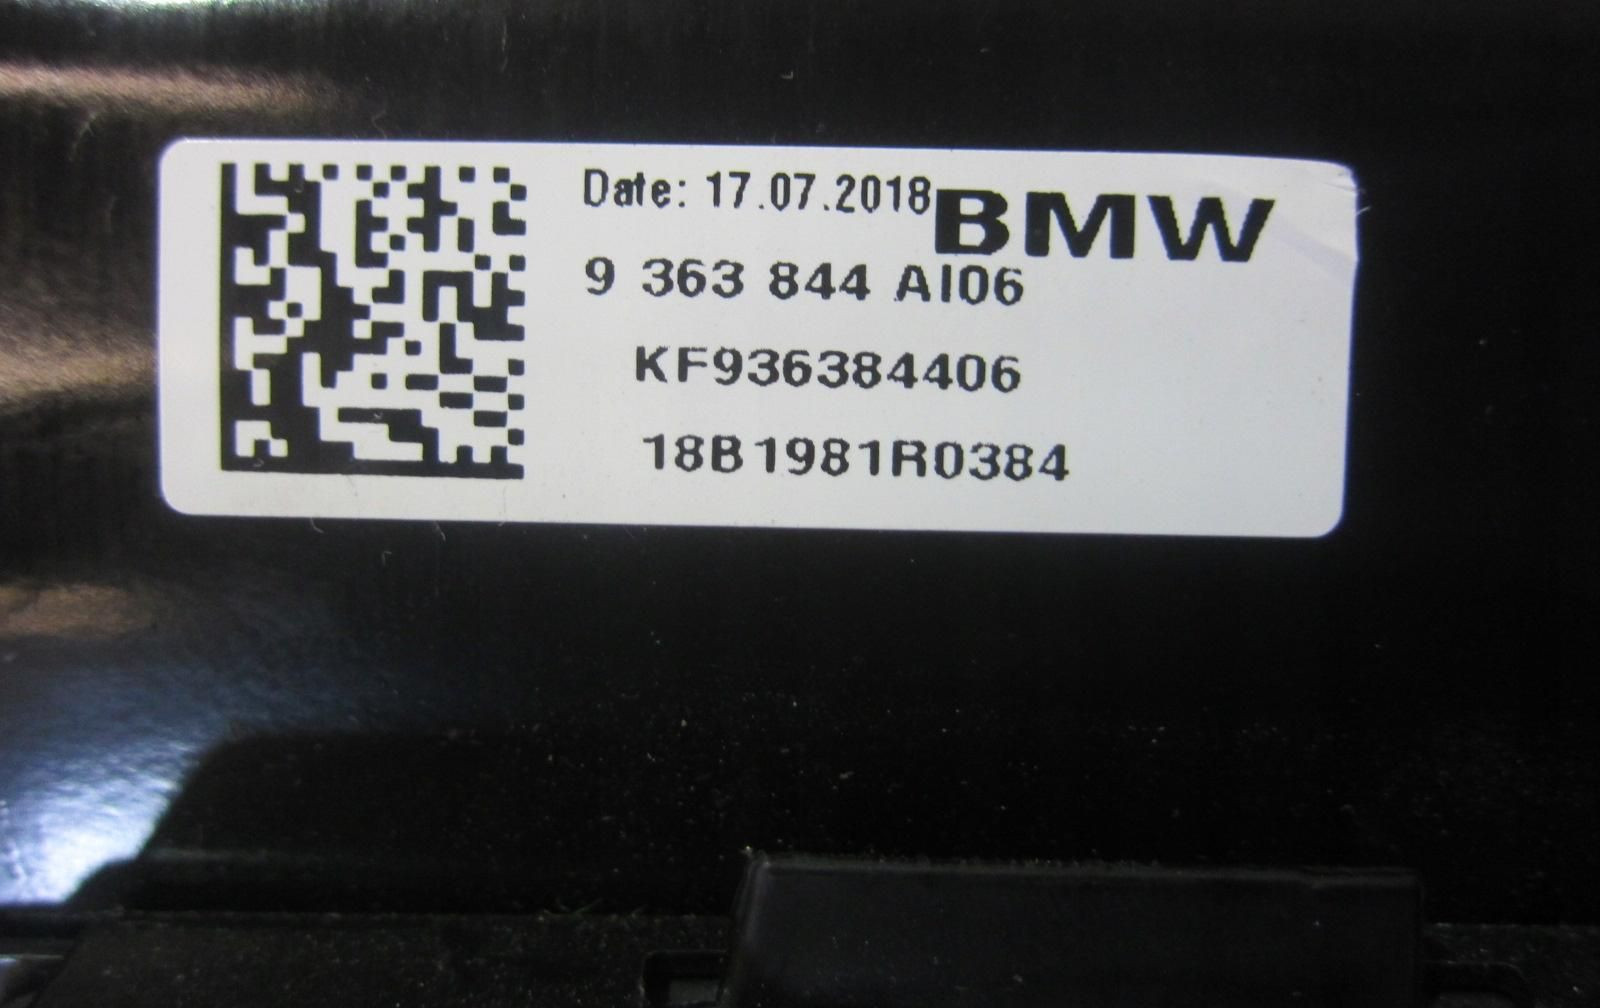 Date: 17.07.2018 BMW
9 363 844 AI06
KF936384406
18B1981R0384